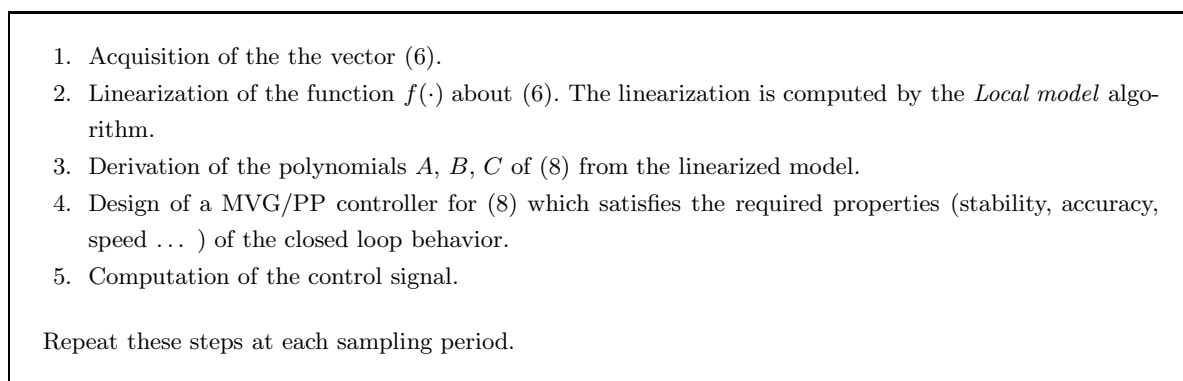 1. Acquisition of the the vector (6).
2. Linearization of the function f(·) about (6). The linearization is computed by the Local model algo-
rithm.
3. Derivation of the polynomials A, B, C of (8) from the linearized model.
4. Design of a MVG/PP controller for (8) which satisfies the required properties (stability, accuracy,
speed ... ) of the closed loop behavior.
5. Computation of the control signal.
Repeat these steps at each sampling period.